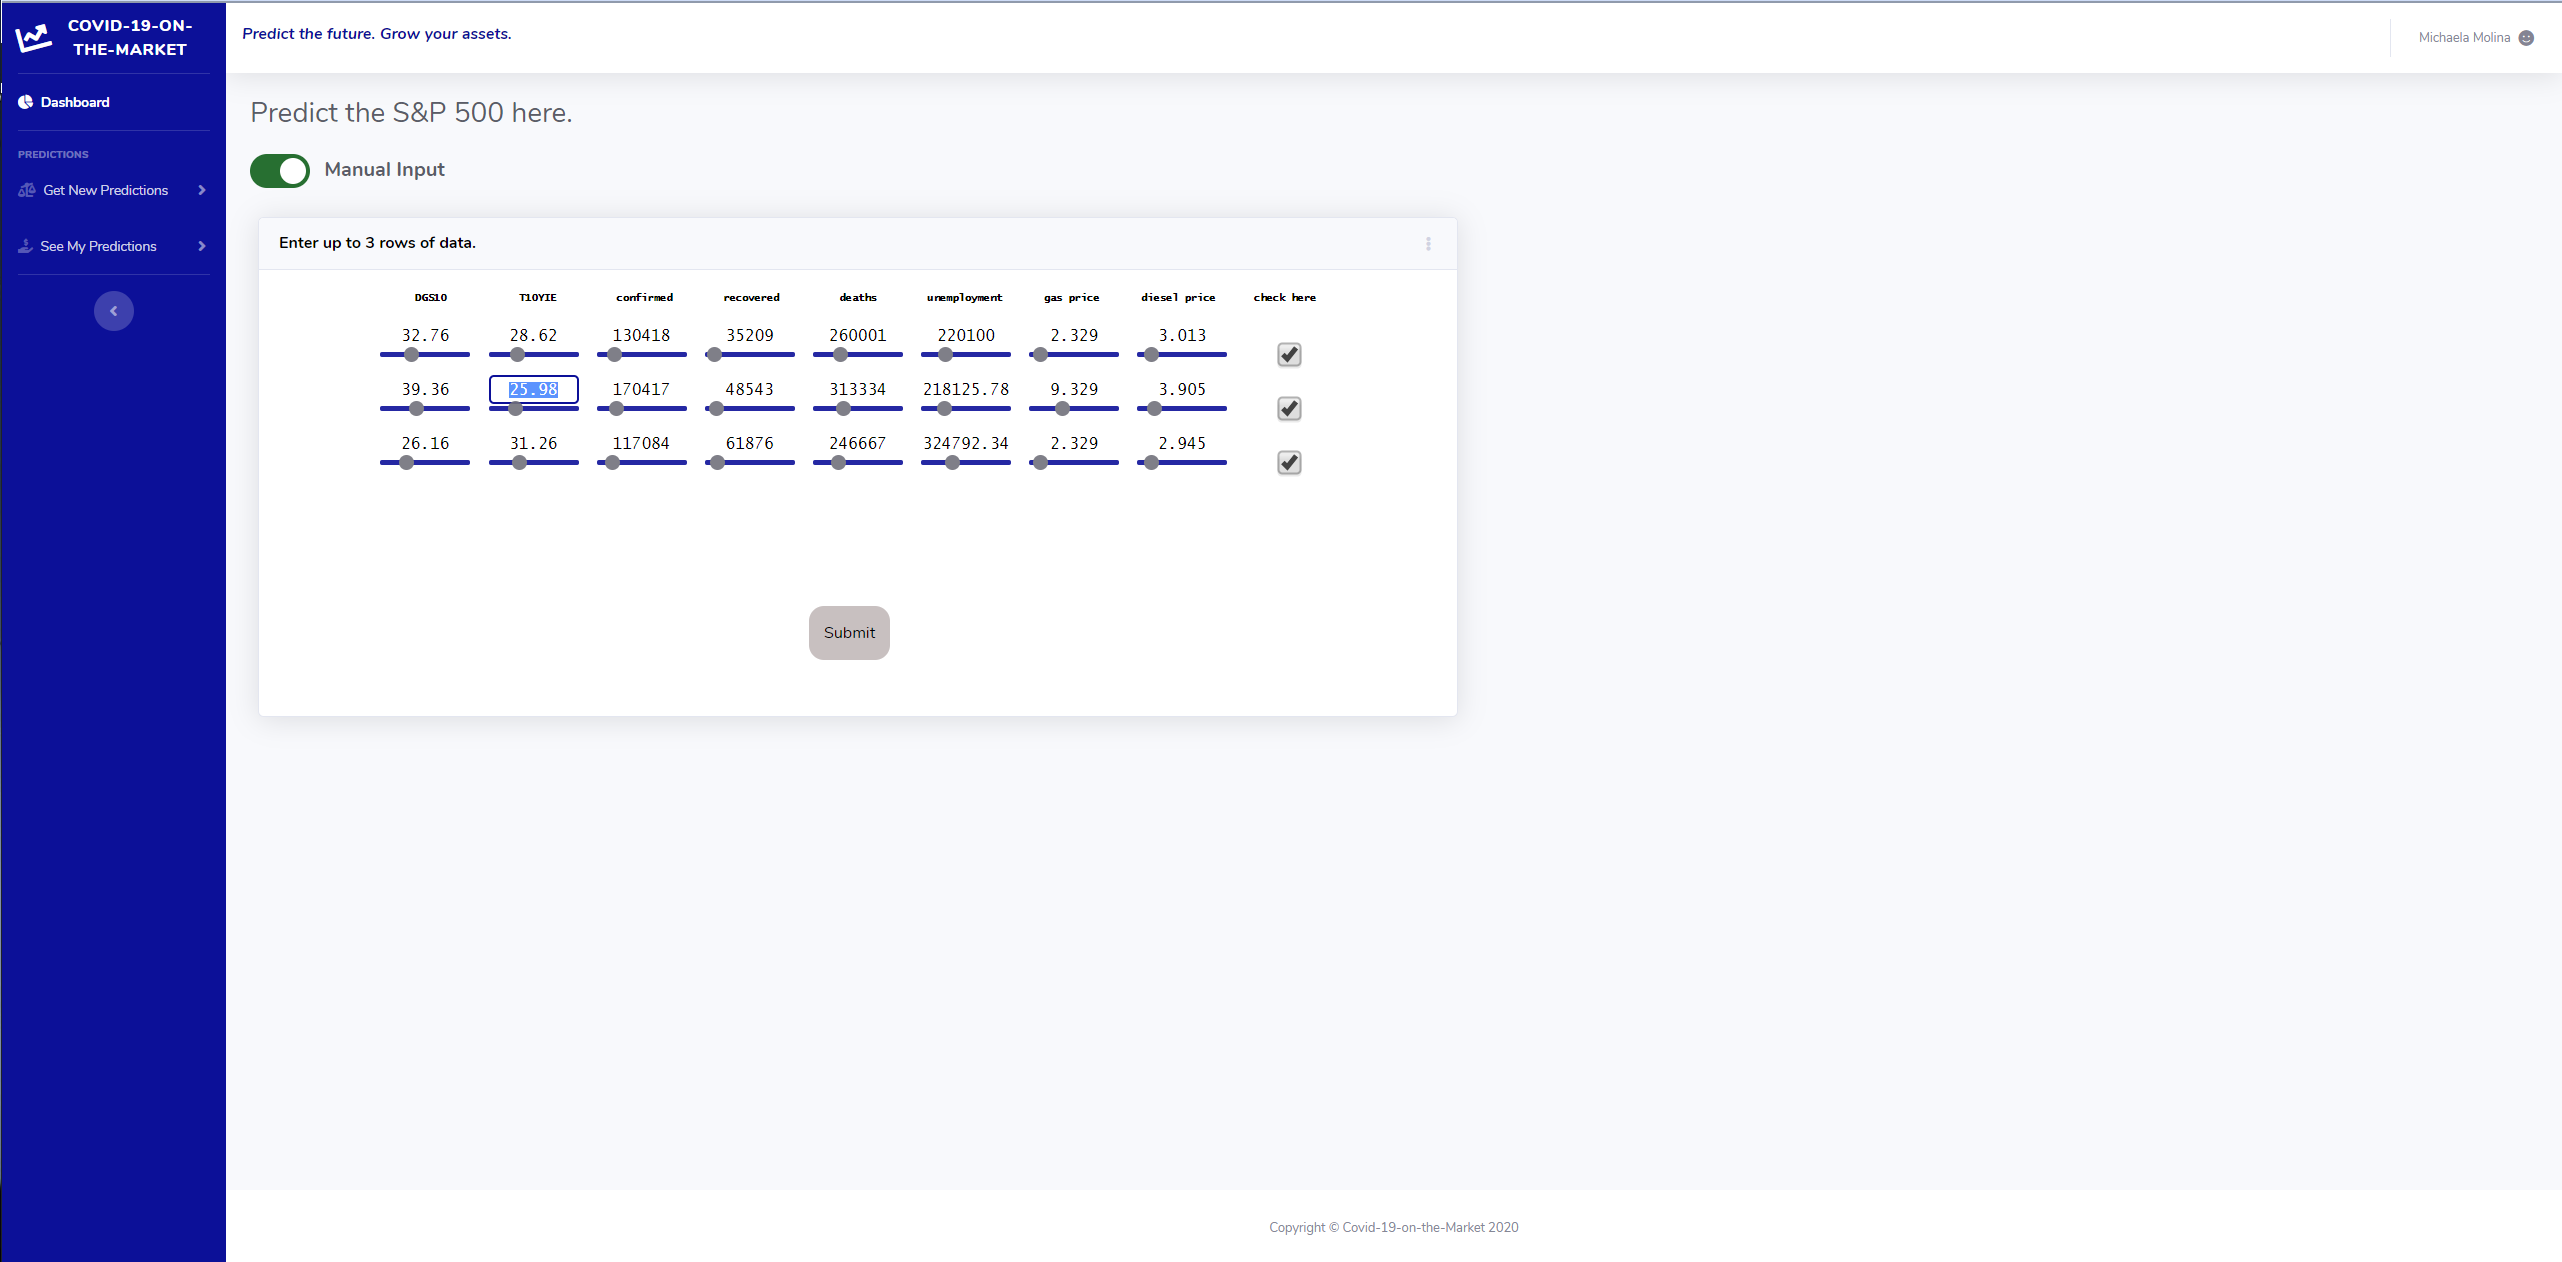 COVID-19-ON-
THE-MARKET
Predict the future. Grow your assets.
Michaela Molina
Dashboard
PREDICTIONS
Get New Predictions
See My Predictions
Predict the S&P 500 here.
Manual Input
Enter up to 3 rows of data.
DGS10 T10YIE confirmed recovered deaths unemployment gas price diesel price check here
32.76 28.62 130418 35209 260001 220100 2.329 3.013
39.36 25.98 170417 48543 313334 218125.78 9.329 3.905
26.16 31.26 117084 61876 246667 324792.34 2.329 2.945
Submit
Copyright © Covid-19-on-the-Market 2020